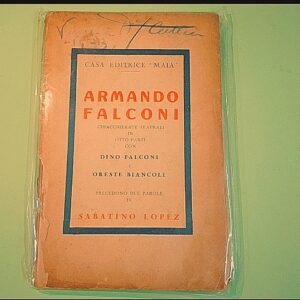 CASA EDITRICE "MAIA"
ARMANDO
FALCONI
CHIACCHIERATE TEATRALI
IN
OTTO PARTI
CON
DINO FALCONI
E
ORESTE BIANCOLI
PRECEDONO DUE PAROLE
DI
SABATINO LOPEZ